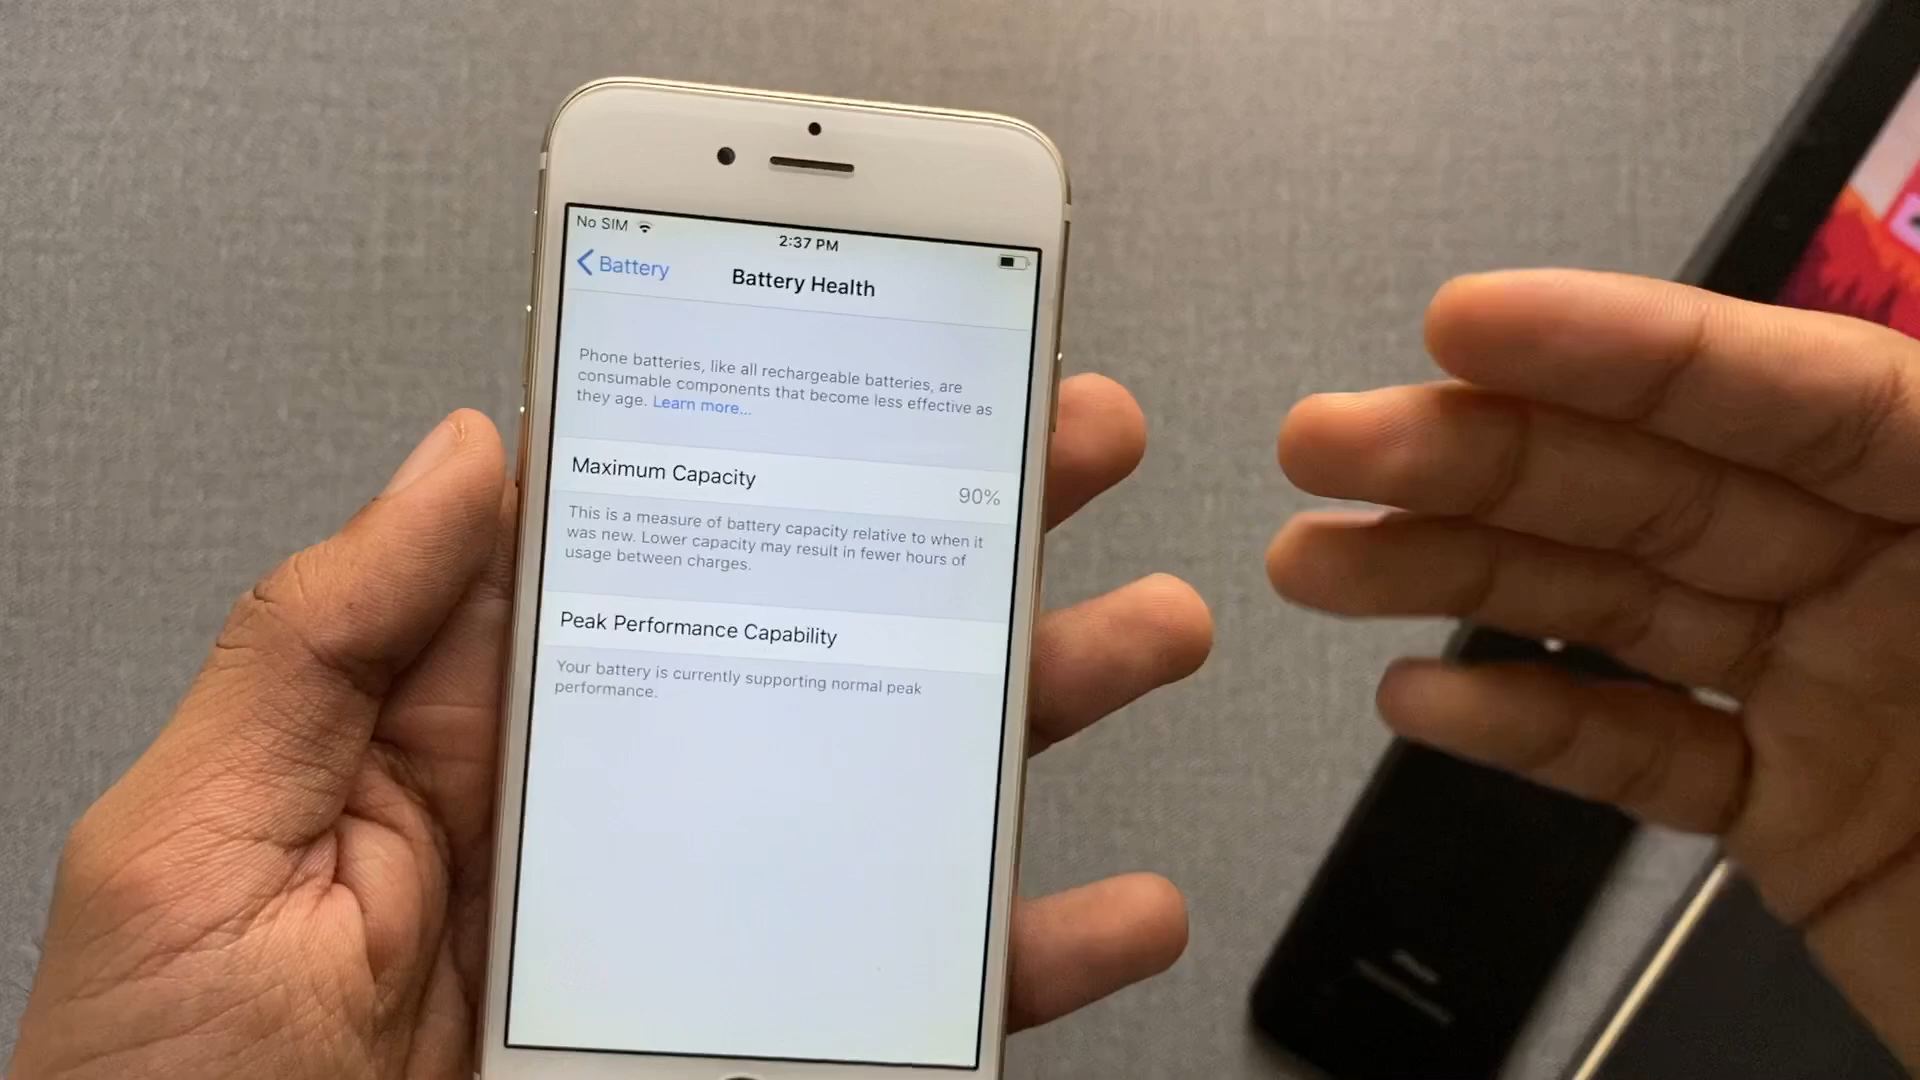 No SIM
2:37 PM
Battery
Battery Health
Phone batteries, like all rechargeable batteries, are
consumable components that become less effective as
they age. Learn more...
Maximum Capacity
90%
This is a measure of battery capacity relative to when it
was new. Lower capacity may result in fewer hours of
usage between charges.
Peak Performance Capability
Your battery is currently supporting normal peak
performance.